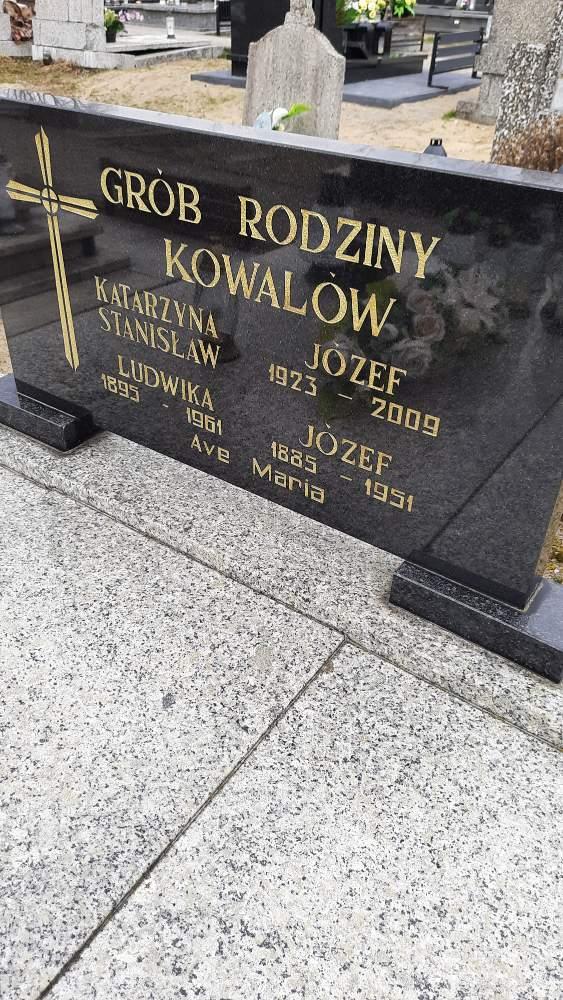 GRÓB RODZINY
KOWALÓW
KATARZYNA
STANISŁAW
LUDWIKA
1895 - 1961
JÓZEF
1923 - 2009
JÓZEF
1885 - 1951
Ave Maria